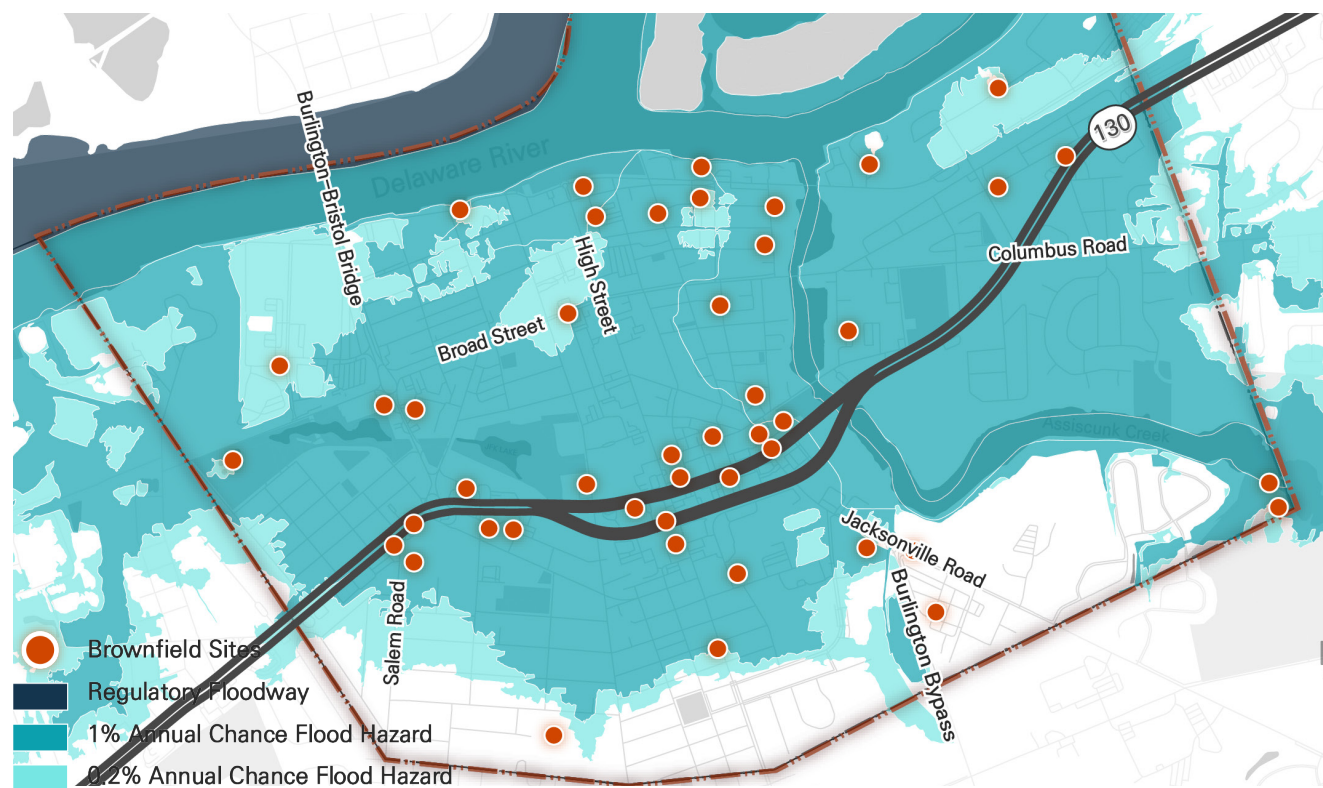 130
Burlington-Bristol Bridge
Delaware River
High Street
Columbus Road
Broad Street
Assiscunk Creek
Jacksonville Road
Salem Road
Burlington Bypass
Brownfield Sites
Regulatory Floodway
1% Annual Chance Flood Hazard
0.2% Annual Chance Flood Hazard